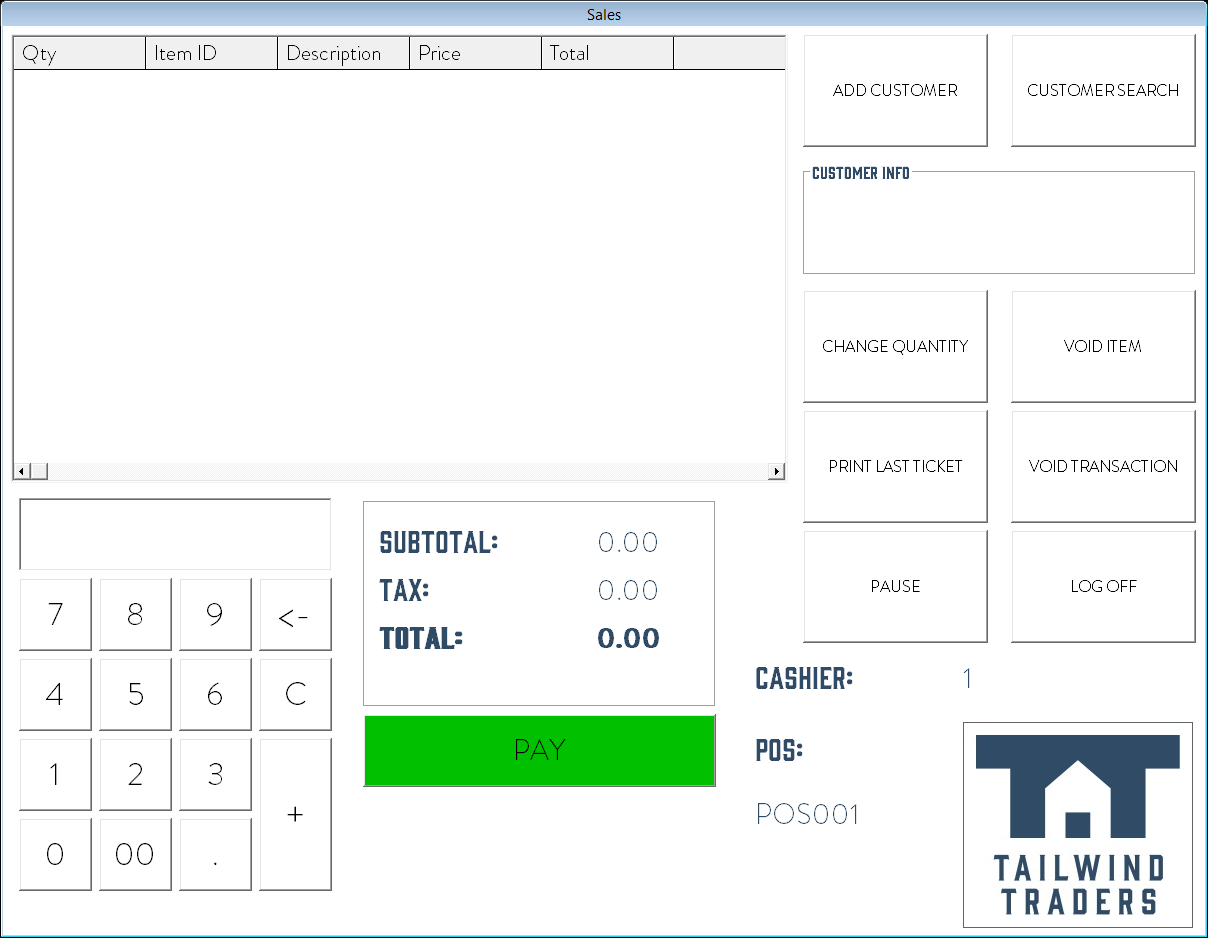 Sales
Qty Item ID Description Price Total
ADD CUSTOMER CUSTOMER SEARCH
CUSTOMER INFO
CHANGE QUANTITY VOID ITEM
PRINT LAST TICKET VOID TRANSACTION
PAUSE LOG OFF
SUBTOTAL: 0.00
TAX: 0.00
TOTAL: 0.00
PAY
7 8 9 <-
4 5 6 C
1 2 3 +
0 00 .
CASHIER: 1
POS:
POS001
TAILWIND
TRADERS